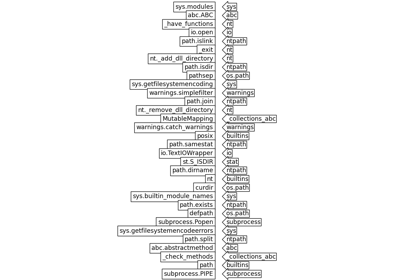 sys.modules sys
abc.ABC abc
_have_functions nt
io.open io
path.islink ntpath
_exit nt
nt._add_dll_directory nt
path.isdir ntpath
pathsep os.path
sys.getfilesystemencoding sys
warnings.simplefilter warnings
path.join ntpath
nt._remove_dll_directory nt
MutableMapping _collections_abc
warnings.catch_warnings warnings
posix builtins
path.samestat ntpath
io.TextIOWrapper io
st.S_ISDIR stat
path.dirname ntpath
nt builtins
curdir os.path
sys.builtin_module_names sys
path.exists ntpath
defpath os.path
subprocess.Popen subprocess
sys.getfilesystemencodeerrors sys
path.split ntpath
abc.abstractmethod abc
_check_methods _collections_abc
path builtins
subprocess.PIPE subprocess